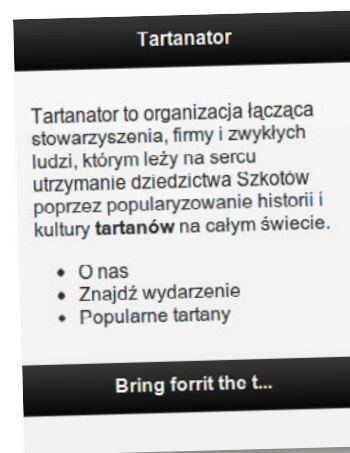 Tartanator
Tartanator to organizacja łącząca
stowarzyszenia, firmy i zwykłych
ludzi, którym leży na sercu
utrzymanie dziedzictwa Szkotów
poprzez popularyzowanie historii i
kultury tartanów na całym świecie.
• O nas
• Znajdź wydarzenie
• Popularne tartany
Bring forrit the t...